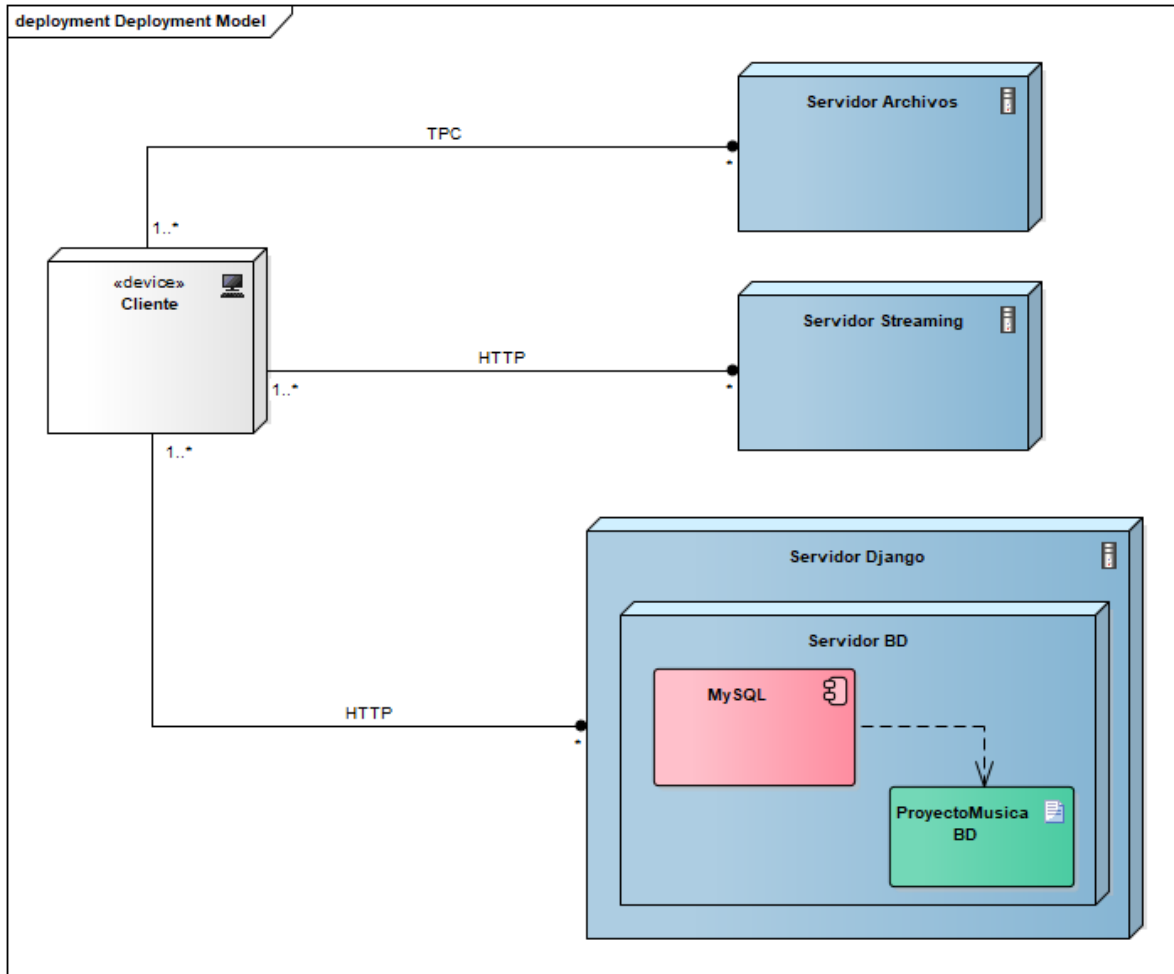 deployment Deployment Model
Servidor Archivos
TPC
*
1..*
«device»
Cliente
Servidor Streaming
HTTP
1..*
*
1..*
Servidor Django
Servidor BD
MySQL
HTTP
*
ProyectoMusica
BD